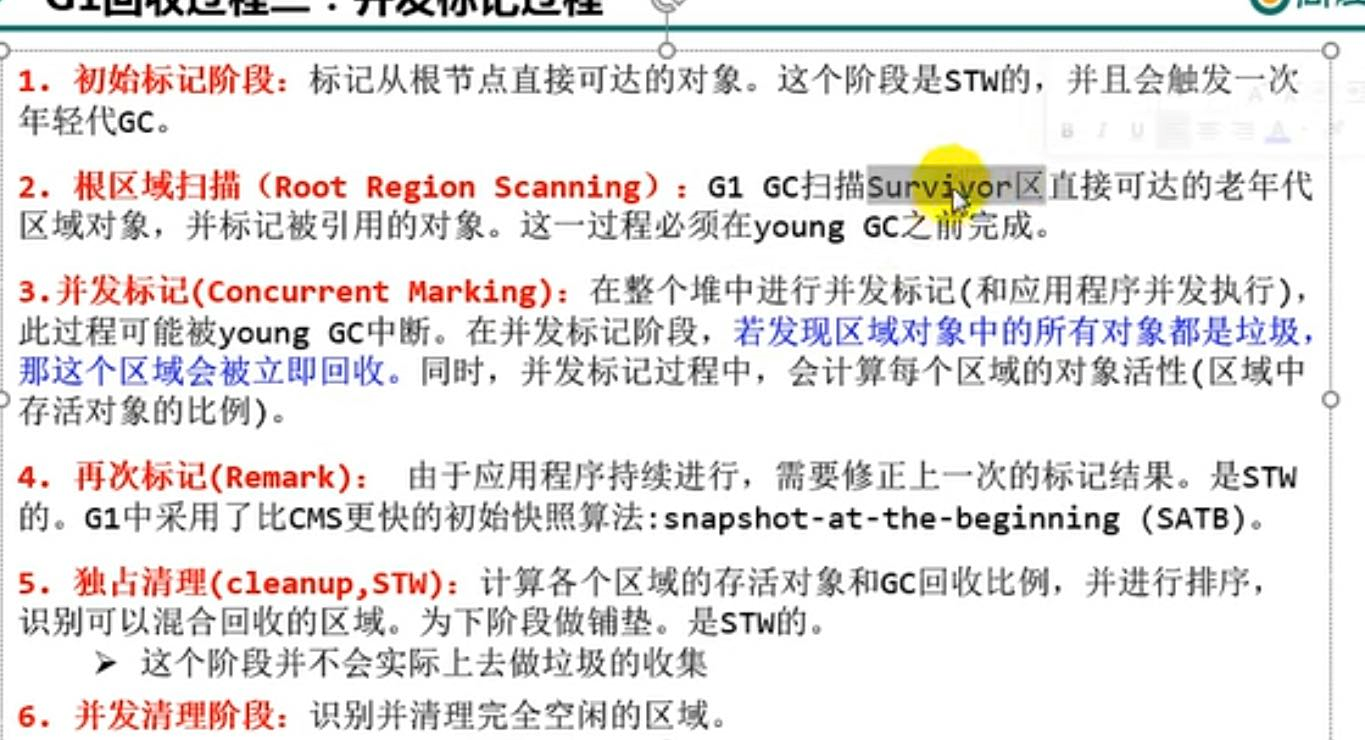 G1回收过程二：并发标记过程
1. 初始标记阶段：标记从根节点直接可达的对象。这个阶段是STW的，并且会触发一次
年轻代GC。
2. 根区域扫描（Root Region Scanning）：G1 GC扫描Survivor区直接可达的老年代
区域对象，并标记被引用的对象。这一过程必须在young GC之前完成。
3.并发标记(Concurrent Marking)：在整个堆中进行并发标记(和应用程序并发执行)，
此过程可能被young GC中断。在并发标记阶段，若发现区域对象中的所有对象都是垃圾，
那这个区域会被立即回收。同时，并发标记过程中，会计算每个区域的对象活性(区域中
存活对象的比例)。
4. 再次标记(Remark)： 由于应用程序持续进行，需要修正上一次的标记结果。是STW
的。G1中采用了比CMS更快的初始快照算法:snapshot-at-the-beginning (SATB)。
5. 独占清理(cleanup,STW)：计算各个区域的存活对象和GC回收比例，并进行排序，
识别可以混合回收的区域。为下阶段做铺垫。是STW的。
➢ 这个阶段并不会实际上去做垃圾的收集
6. 并发清理阶段：识别并清理完全空闲的区域。